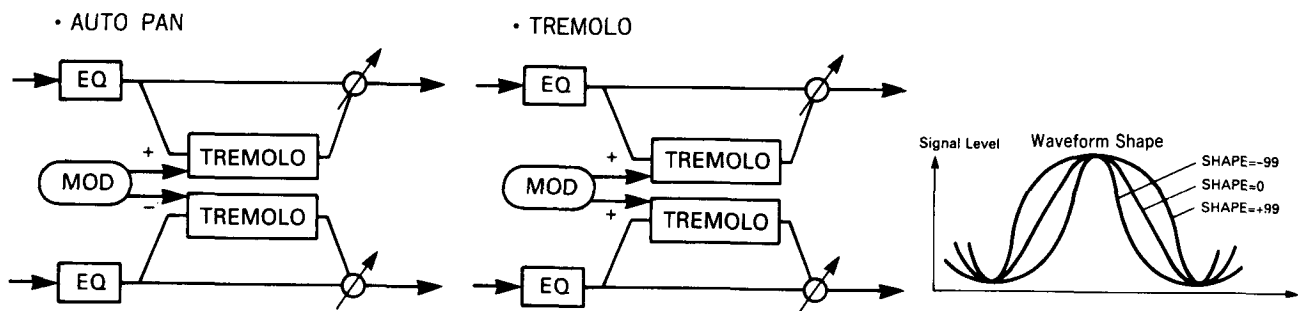 • AUTO PAN
EQ
+
TREMOLO
MOD
−
TREMOLO
EQ
• TREMOLO
EQ
+
TREMOLO
MOD
+
TREMOLO
EQ
Signal Level
Waveform Shape
SHAPE=-99
SHAPE=0
SHAPE=+99